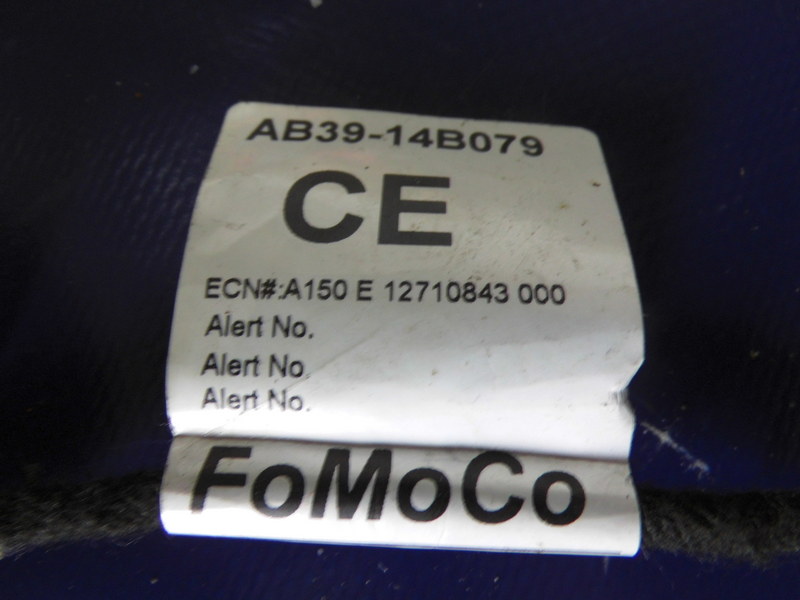 AB39-14B079
CE
ECN#:A150 E 12710843 000
Alert No.
Alert No.
Alert No.
FoMoCo